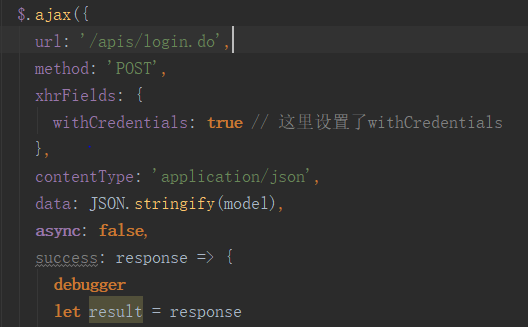 $.ajax({
url: '/apis/login.do',
method: 'POST',
xhrFields: {
withCredentials: true // 这里设置了withCredentials
},
contentType: 'application/json',
data: JSON.stringify(model),
async: false,
success: response => {
debugger
let result = response